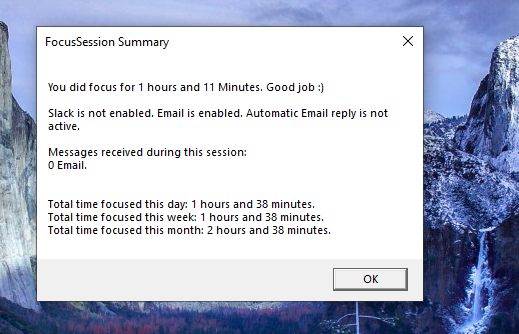 FocusSession Summary
You did focus for 1 hours and 11 Minutes. Good job :)
Slack is not enabled. Email is enabled. Automatic Email reply is not
active.
Messages received during this session:
0 Email.
Total time focused this day: 1 hours and 38 minutes.
Total time focused this week: 1 hours and 38 minutes.
Total time focused this month: 2 hours and 38 minutes.
OK